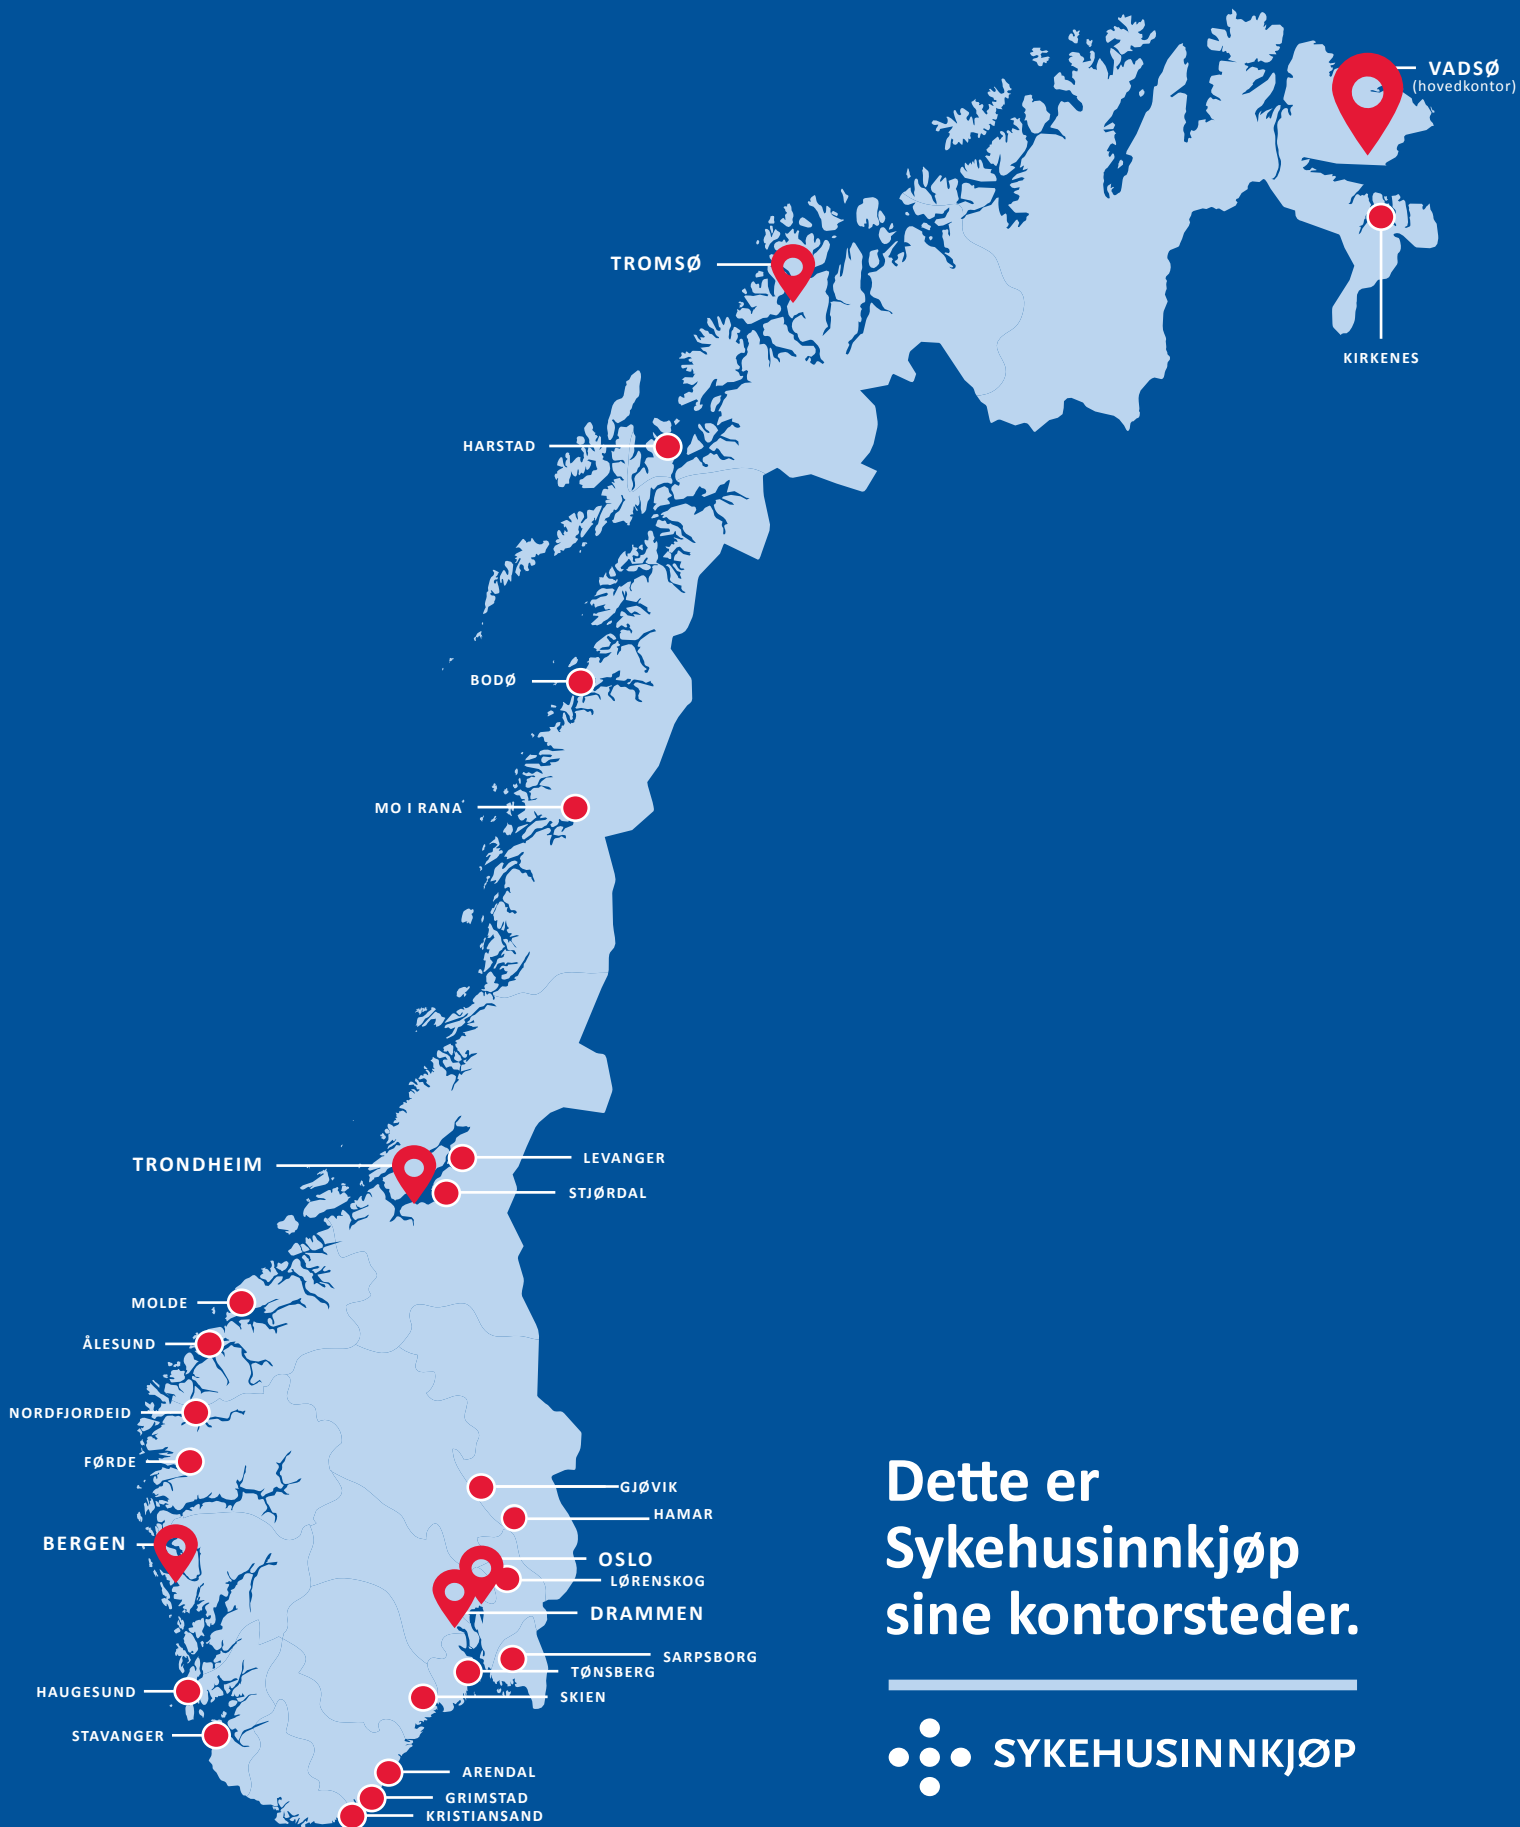 VADSØ
(hovedkontor)
TROMSØ
KIRKENES
HARSTAD
BODØ
MO I RANA
TRONDHEIM
LEVANGER
STJØRDAL
MOLDE
ÅLESUND
NORDFJORDEID
FØRDE
GJØVIK
HAMAR
BERGEN
OSLO
LØRENSKOG
DRAMMEN
SARPSBORG
TØNSBERG
HAUGESUND
SKIEN
STAVANGER
ARENDAL
GRIMSTAD
KRISTIANSAND
Dette er
Sykehusinnkjøp
sine kontorsteder.
SYKEHUSINNKJØP